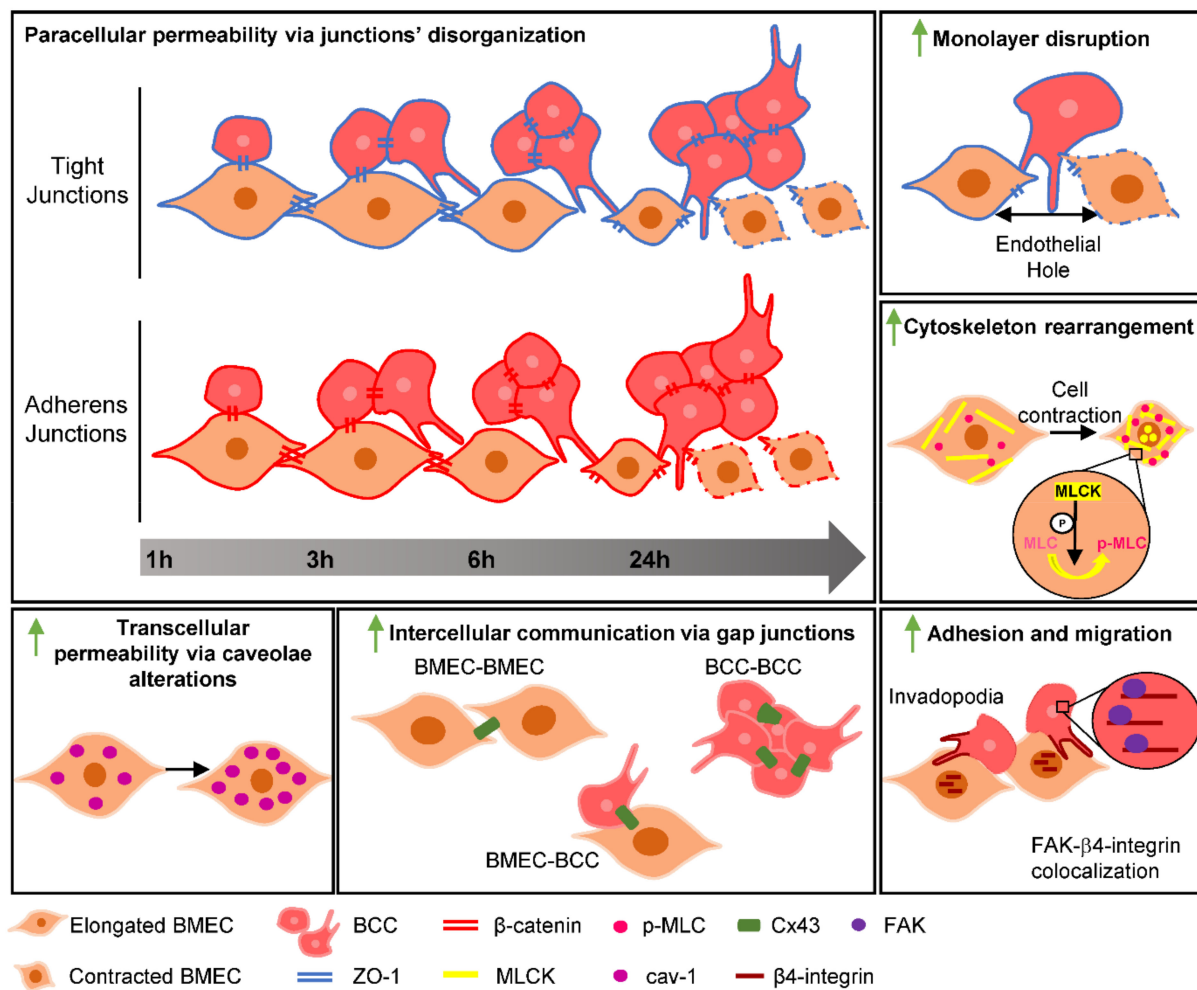 Paracellular permeability via junctions' disorganization
Tight
Junctions
Adherens
Junctions
1h 3h 6h 24h
Monolayer disruption
Endothelial
Hole
Cytoskeleton rearrangement
Cell
contraction
MLCK
P
MLC p-MLC
Transcellular
permeability via caveolae
alterations
Intercellular communication via gap junctions
BMEC-BMEC
BCC-BCC
BMEC-BCC
Adhesion and migration
Invadopodia
FAK-β4-integrin
colocalization
Elongated BMEC BCC β-catenin p-MLC Cx43 FAK
Contracted BMEC ZO-1 MLCK cav-1 β4-integrin